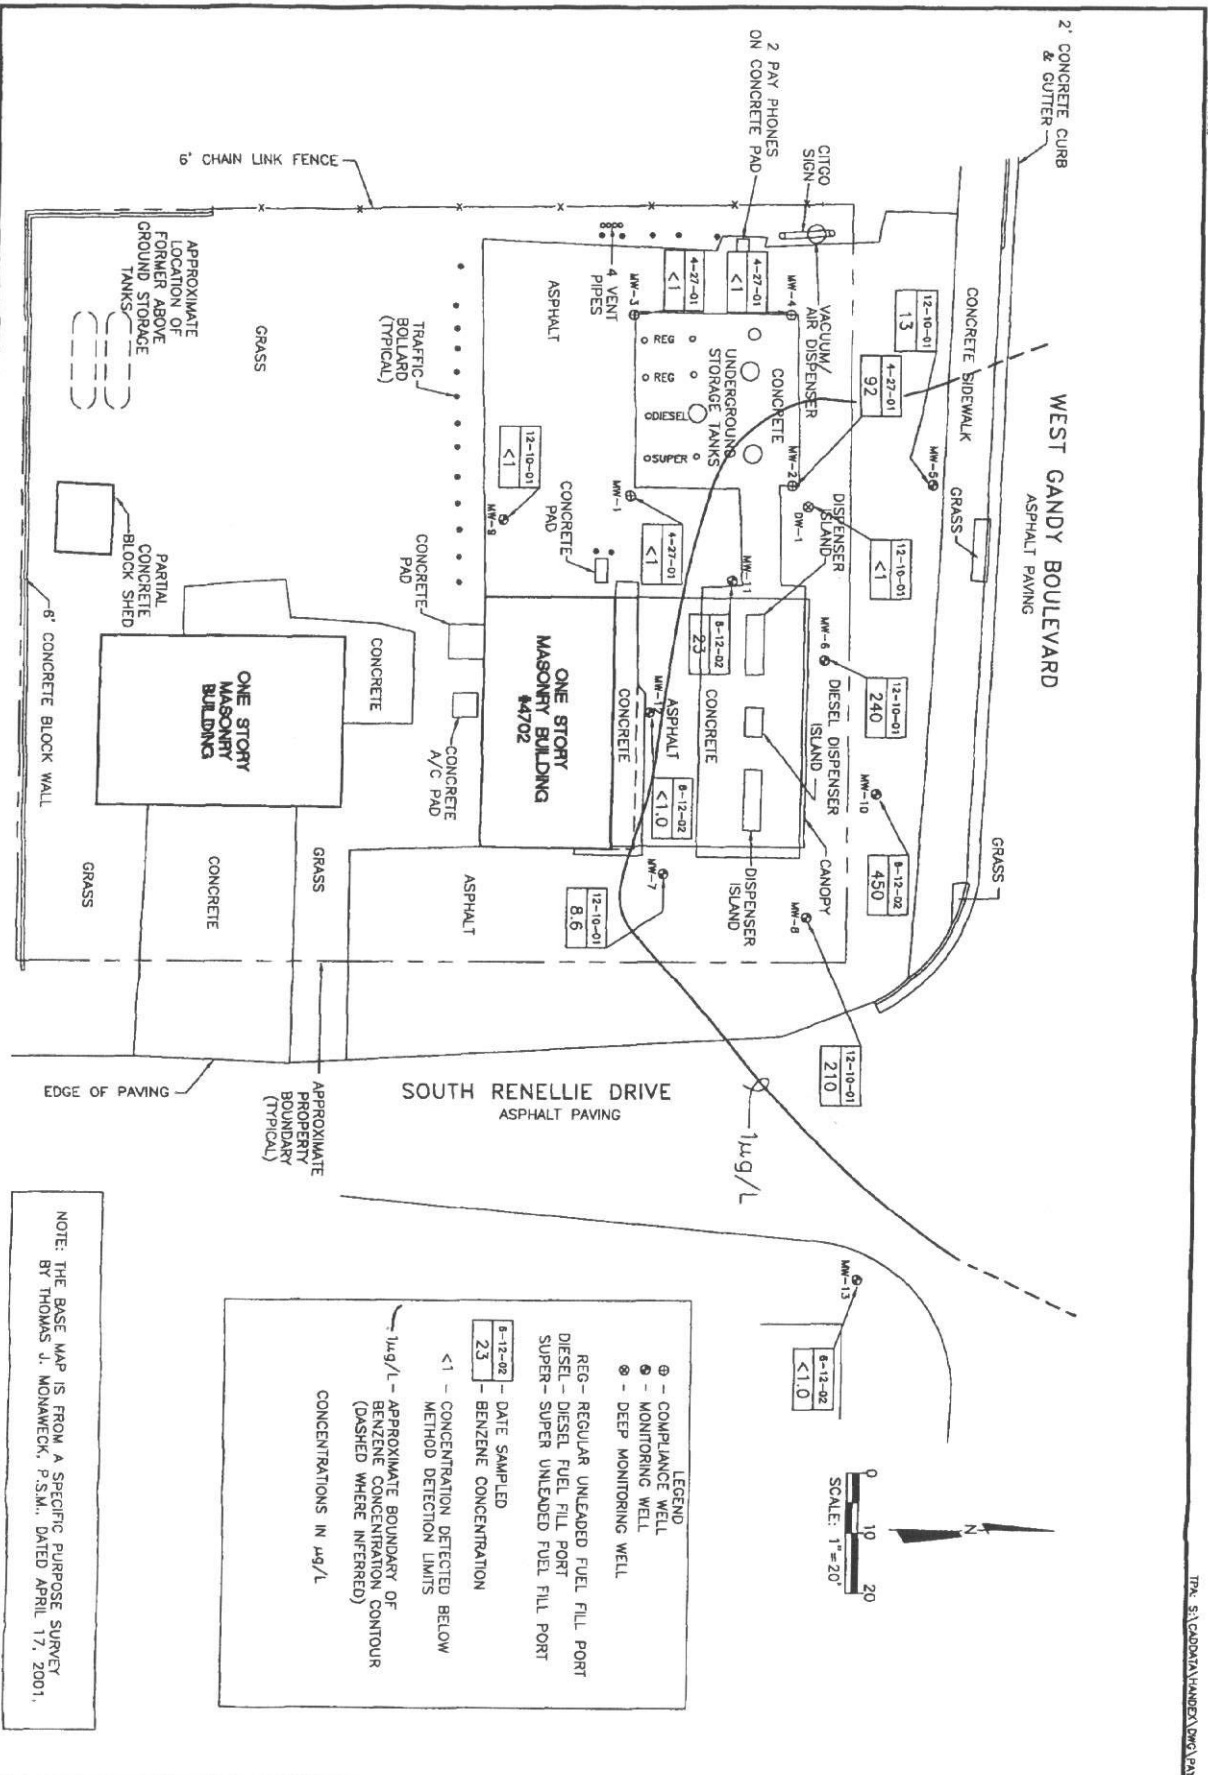 TPA: S:\CADDATA\HANDEX\DWG\PAT
2' CONCRETE CURB
& GUTTER
WEST GANDY BOULEVARD
ASPHALT PAVING
2 PAY PHONES
ON CONCRETE PAD
CITGO
SIGN
VACUUM/
AIR DISPENSER
CONCRETE SIDEWALK
GRASS
GRASS
12-10-01
13
MW-5
4-27-01
92
MW-2
12-10-01
<1
DW-1
DISPENSER
ISLAND
MW-6
12-10-01
240
DIESEL DISPENSER
ISLAND
MW-10
8-12-02
450
CANOPY
MW-8
12-10-01
210
4-27-01
<1
MW-4
4-27-01
<1
MW-3
4 VENT
PIPES
REG
REG
DIESEL
SUPER
UNDERGROUND
STORAGE TANKS
CONCRETE
MW-1
4-27-01
<1
MW-11
8-12-02
23
CONCRETE
DISPENSER
ISLAND
ASPHALT
MW-12
8-12-02
<1.0
CONCRETE
MW-7
12-10-01
8.6
1µg/L
6' CHAIN LINK FENCE
ASPHALT
TRAFFIC
BOLLARD
(TYPICAL)
12-10-01
<1
MW-9
CONCRETE
PAD
CONCRETE
PAD
ONE STORY
MASONRY BUILDING
#4702
CONCRETE
A/C PAD
ASPHALT
GRASS
APPROXIMATE
LOCATION OF
FORMER ABOVE
GROUND STORAGE
TANKS
PARTIAL
CONCRETE
BLOCK SHED
CONCRETE
ONE STORY
MASONRY
BUILDING
GRASS
CONCRETE
GRASS
6' CONCRETE BLOCK WALL
EDGE OF PAVING
APPROXIMATE
PROPERTY
BOUNDARY
(TYPICAL)
SOUTH RENELLIE DRIVE
ASPHALT PAVING
MW-13
8-12-02
<1.0
N
0 10 20
SCALE: 1"=20'
LEGEND
- COMPLIANCE WELL
- MONITORING WELL
- DEEP MONITORING WELL
REG- REGULAR UNLEADED FUEL FILL PORT
DIESEL- DIESEL FUEL FILL PORT
SUPER- SUPER UNLEADED FUEL FILL PORT
8-12-02 - DATE SAMPLED
23 - BENZENE CONCENTRATION
<1 - CONCENTRATION DETECTED BELOW
METHOD DETECTION LIMITS
1µg/L - APPROXIMATE BOUNDARY OF
BENZENE CONCENTRATION CONTOUR
(DASHED WHERE INFERRED)
CONCENTRATIONS IN µg/L
NOTE: THE BASE MAP IS FROM A SPECIFIC PURPOSE SURVEY
BY THOMAS J. MONAWECK, P.S.M., DATED APRIL 17, 2001.